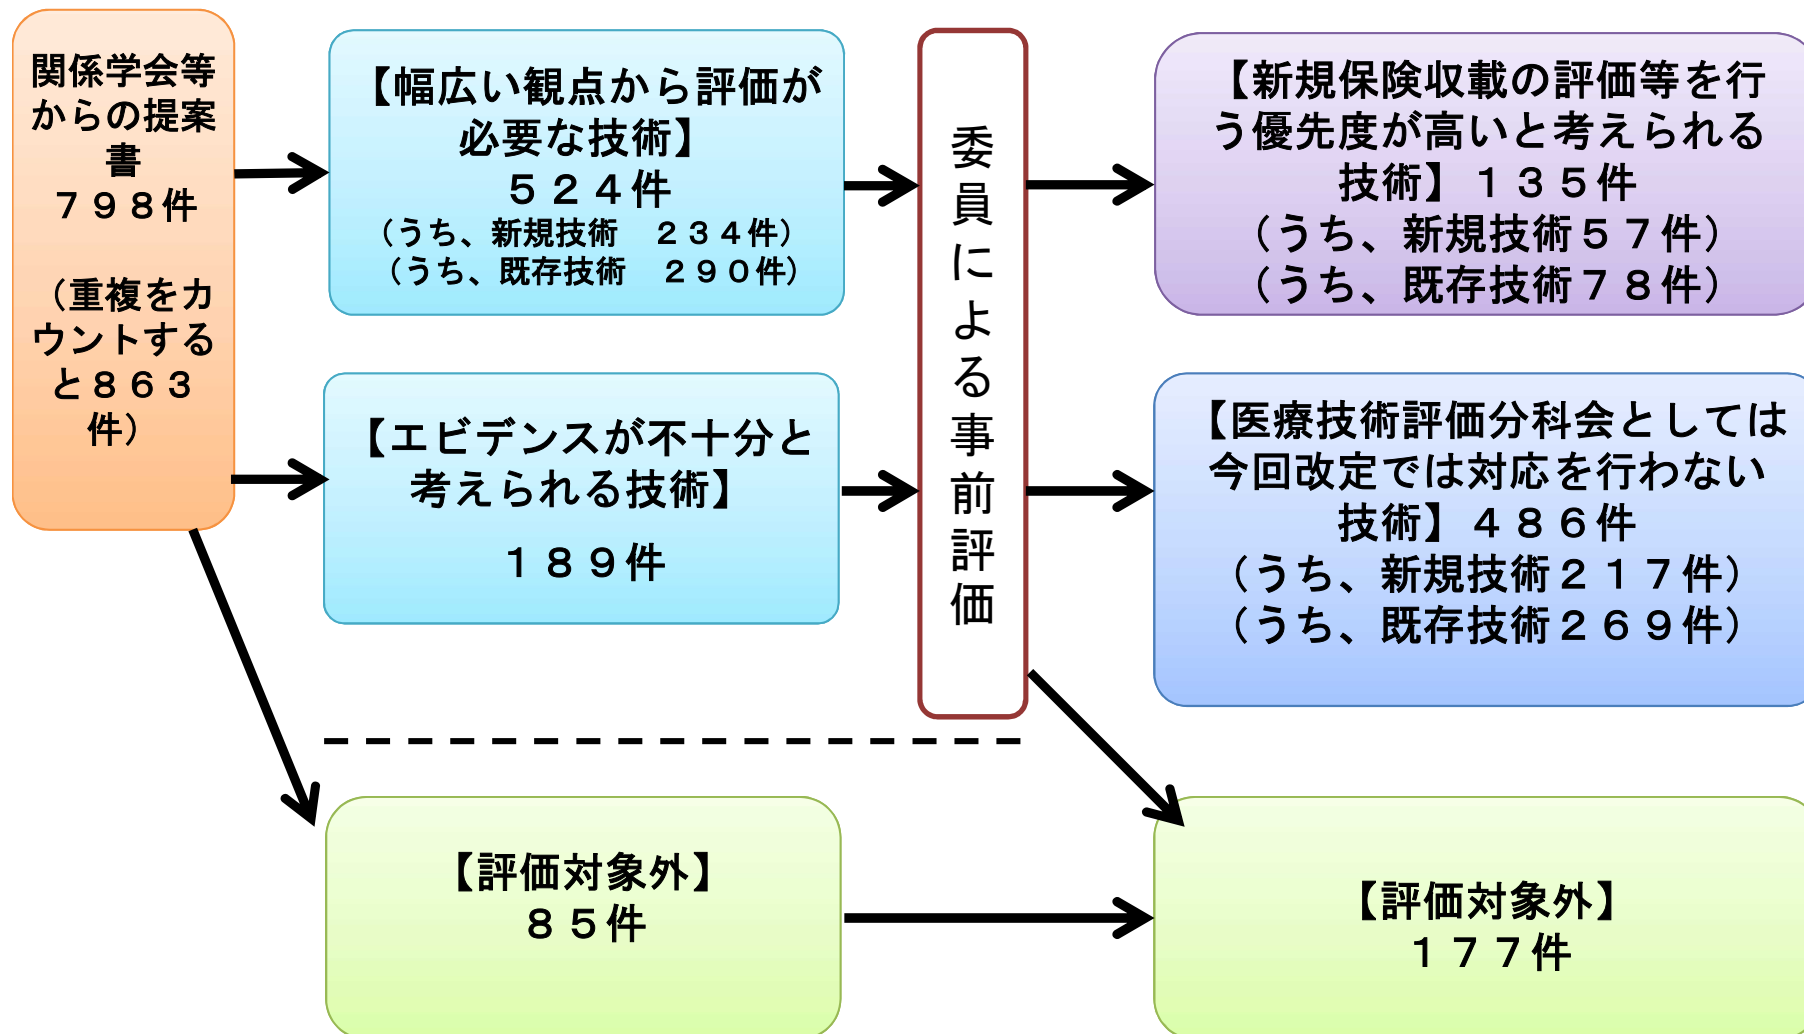 関係学会等
からの提案
書
７９８件
（重複をカ
ウントする
と８６３
件）
【幅広い観点から評価が
必要な技術】
５２４件
（うち、新規技術　２３４件）
（うち、既存技術　２９０件）
【エビデンスが不十分と
考えられる技術】
１８９件
【評価対象外】
８５件
委員による事前評価
【新規保険収載の評価等を行
う優先度が高いと考えられる
技術】１３５件
（うち、新規技術５７件）
（うち、既存技術７８件）
【医療技術評価分科会としては
今回改定では対応を行わない
技術】４８６件
（うち、新規技術２１７件）
（うち、既存技術２６９件）
【評価対象外】
１７７件